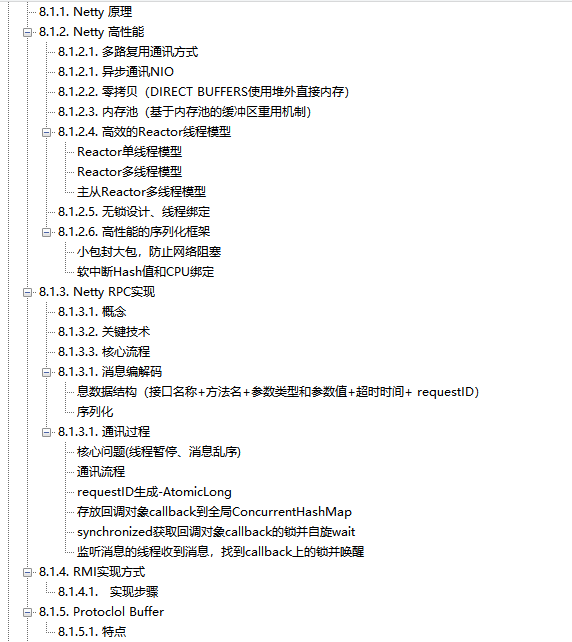 8.1.1. Netty 原理
8.1.2. Netty 高性能
8.1.2.1. 多路复用通讯方式
8.1.2.1. 异步通讯NIO
8.1.2.2. 零拷贝（DIRECT BUFFERS使用堆外直接内存）
8.1.2.3. 内存池（基于内存池的缓冲区重用机制）
8.1.2.4. 高效的Reactor线程模型
Reactor单线程模型
Reactor多线程模型
主从Reactor多线程模型
8.1.2.5. 无锁设计、线程绑定
8.1.2.6. 高性能的序列化框架
小包封大包，防止网络阻塞
软中断Hash值和CPU绑定
8.1.3. Netty RPC实现
8.1.3.1. 概念
8.1.3.2. 关键技术
8.1.3.3. 核心流程
8.1.3.1. 消息编解码
息数据结构（接口名称+方法名+参数类型和参数值+超时时间+ requestID）
序列化
8.1.3.1. 通讯过程
核心问题(线程暂停、消息乱序)
通讯流程
requestID生成-AtomicLong
存放回调对象callback到全局ConcurrentHashMap
synchronized获取回调对象callback的锁并自旋wait
监听消息的线程收到消息，找到callback上的锁并唤醒
8.1.4. RMI实现方式
8.1.4.1. 实现步骤
8.1.5. Protoclol Buffer
8.1.5.1. 特点